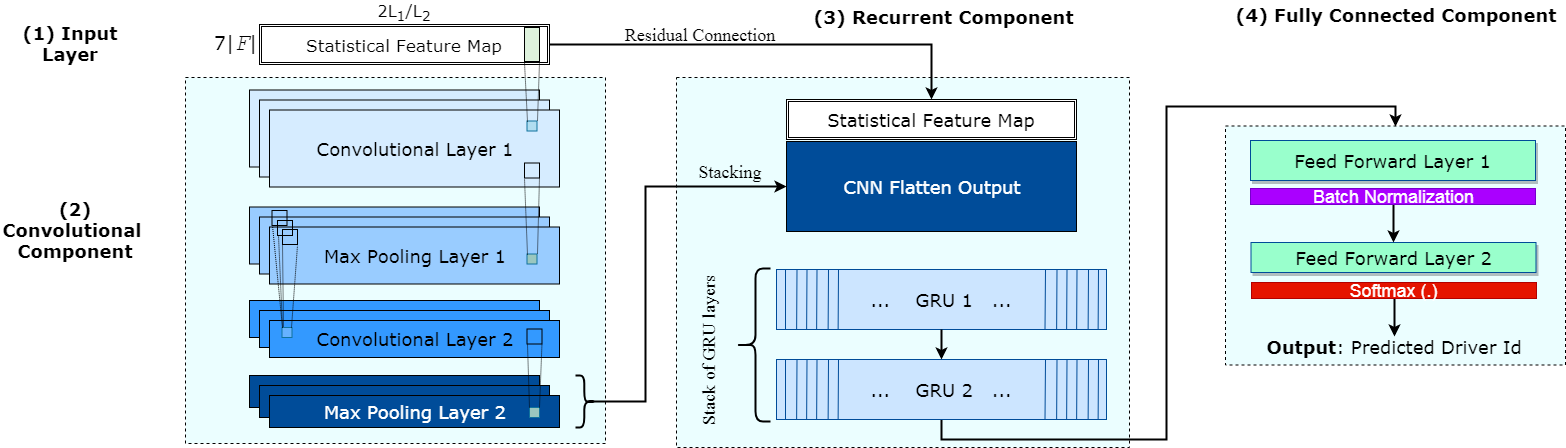 (1) Input
Layer
2L₁/L₂
7|F|
Statistical Feature Map
(2)
Convolutional
Component
Convolutional Layer 1
Max Pooling Layer 1
Convolutional Layer 2
Max Pooling Layer 2
Residual Connection
Stacking
(3) Recurrent Component
Statistical Feature Map
CNN Flatten Output
Stack of GRU layers
... GRU 1 ...
... GRU 2 ...
(4) Fully Connected Component
Feed Forward Layer 1
Batch Normalization
Feed Forward Layer 2
Softmax (.)
Output: Predicted Driver Id